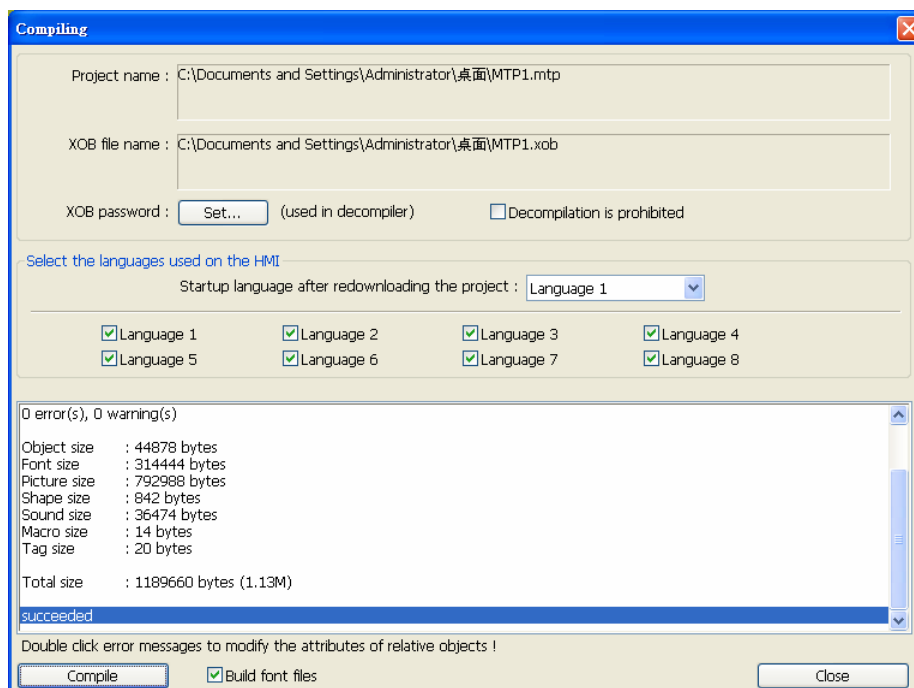 Compiling
Project name : C:\Documents and Settings\Administrator\桌面\MTP1.mtp
XOB file name : C:\Documents and Settings\Administrator\桌面\MTP1.xob
XOB password : Set... (used in decompiler) Decompilation is prohibited
Select the languages used on the HMI
Startup language after redownloading the project : Language 1
Language 1 Language 2 Language 3 Language 4
Language 5 Language 6 Language 7 Language 8
0 error(s), 0 warning(s)
Object size : 44878 bytes
Font size : 314444 bytes
Picture size : 792988 bytes
Shape size : 842 bytes
Sound size : 36474 bytes
Macro size : 14 bytes
Tag size : 20 bytes
Total size : 1189660 bytes (1.13M)
succeeded
Double click error messages to modify the attributes of relative objects !
Compile Build font files Close